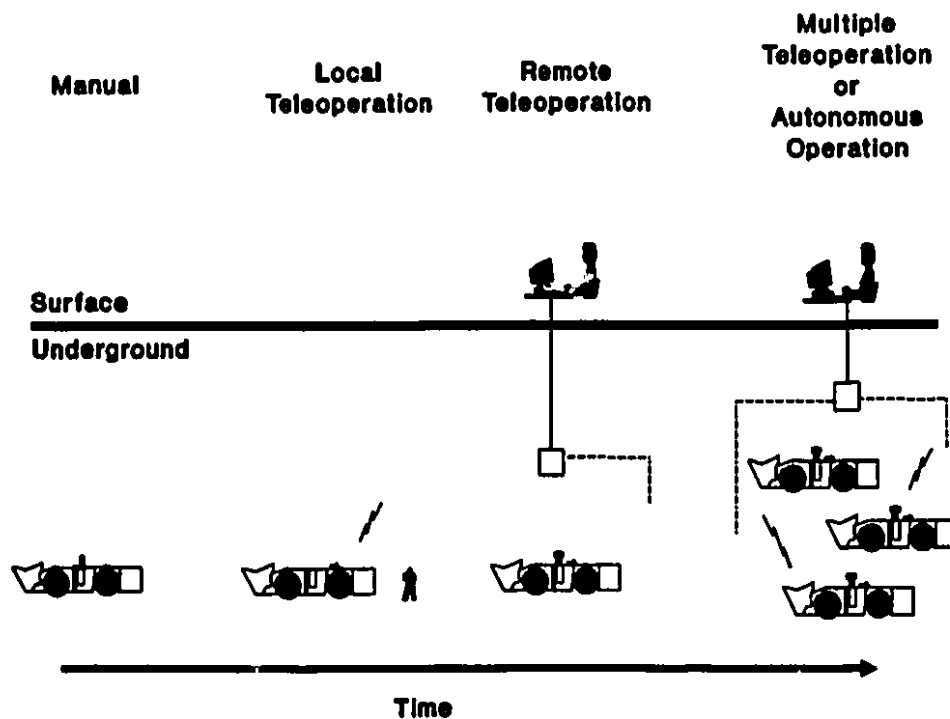 Manual
Local
Teleoperation
Remote
Teleoperation
Multiple
Teleoperation
or
Autonomous
Operation
Surface
Underground
Time